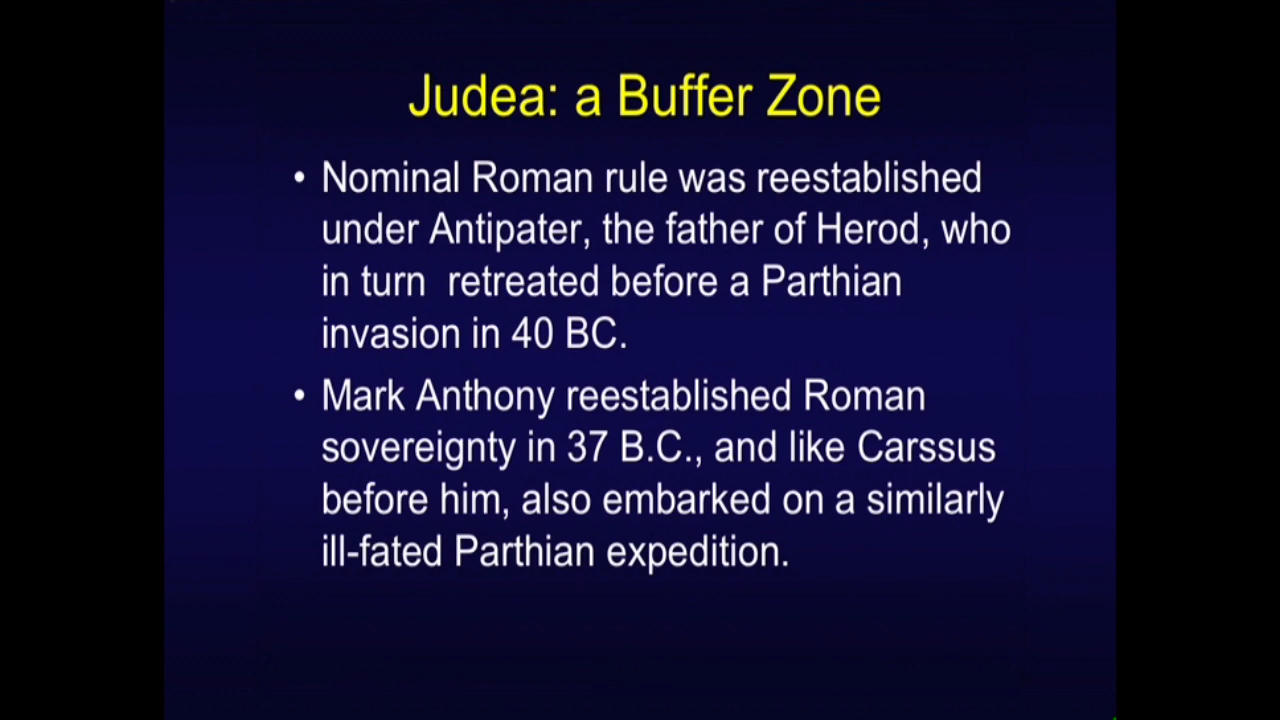 Judea: a Buffer Zone
• Nominal Roman rule was reestablished
under Antipater, the father of Herod, who
in turn  retreated before a Parthian
invasion in 40 BC.
• Mark Anthony reestablished Roman
sovereignty in 37 B.C., and like Carssus
before him, also embarked on a similarly
ill-fated Parthian expedition.